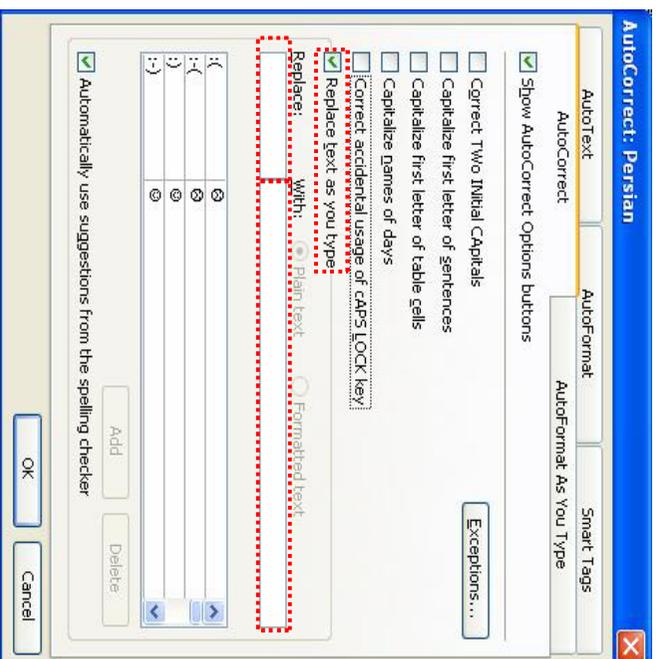 AutoCorrect: Persian
AutoText AutoFormat Smart Tags
AutoCorrect AutoFormat As You Type
Show AutoCorrect Options buttons
Correct TWo INitial CApitals
Exceptions...
Capitalize first letter of sentences
Capitalize first letter of table cells
Capitalize names of days
Correct accidental usage of cAPS LOCK key
Replace text as you type
Replace: With: Plain text Formatted text
:( ☹
:-( ☹
:) ☺
:-) ☺
Add Delete
Automatically use suggestions from the spelling checker
OK Cancel